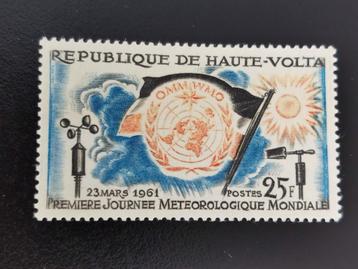 REPUBLIQUE DE HAUTE-VOLTA
OMM WMO
23 MARS 1961
POSTES 25F
PREMIERE JOURNEE METEOROLOGIQUE MONDIALE